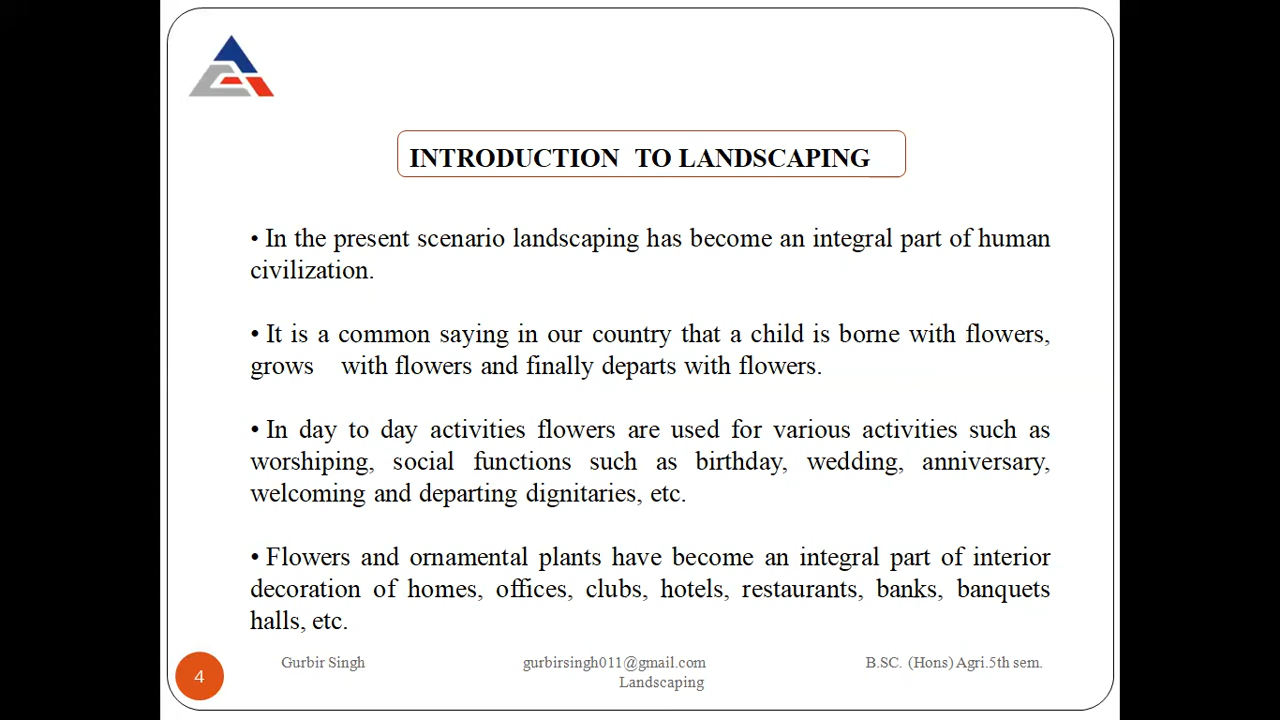 INTRODUCTION TO LANDSCAPING
• In the present scenario landscaping has become an integral part of human
civilization.
• It is a common saying in our country that a child is borne with flowers,
grows with flowers and finally departs with flowers.
• In day to day activities flowers are used for various activities such as
worshiping, social functions such as birthday, wedding, anniversary,
welcoming and departing dignitaries, etc.
• Flowers and ornamental plants have become an integral part of interior
decoration of homes, offices, clubs, hotels, restaurants, banks, banquets
halls, etc.
4
Gurbir Singh
gurbirsingh011@gmail.com
Landscaping
B.SC. (Hons) Agri.5th sem.